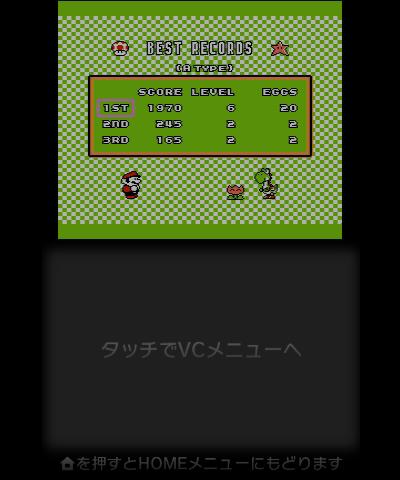 BEST RECORDS
(A TYPE)
SCORE LEVEL EGGS
1ST 1970 6 20
2ND 245 2 2
3RD 165 2 2
タッチでVCメニューへ
を押すとHOMEメニューにもどります